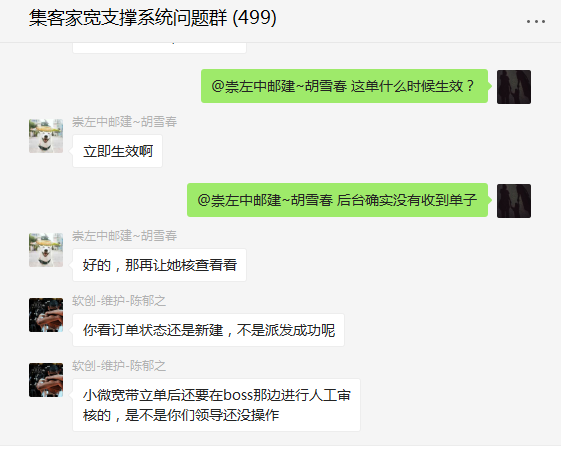 集客家宽支撑系统问题群 (499)
@崇左中邮建~胡雪春 这单什么时候生效？
崇左中邮建~胡雪春
立即生效啊
@崇左中邮建~胡雪春 后台确实没有收到单子
崇左中邮建~胡雪春
好的，那再让她核查看看
软创-维护-陈郁之
你看订单状态还是新建，不是派发成功呢
软创-维护-陈郁之
小微宽带立单后还要在boss那边进行人工审
核的，是不是你们领导还没操作